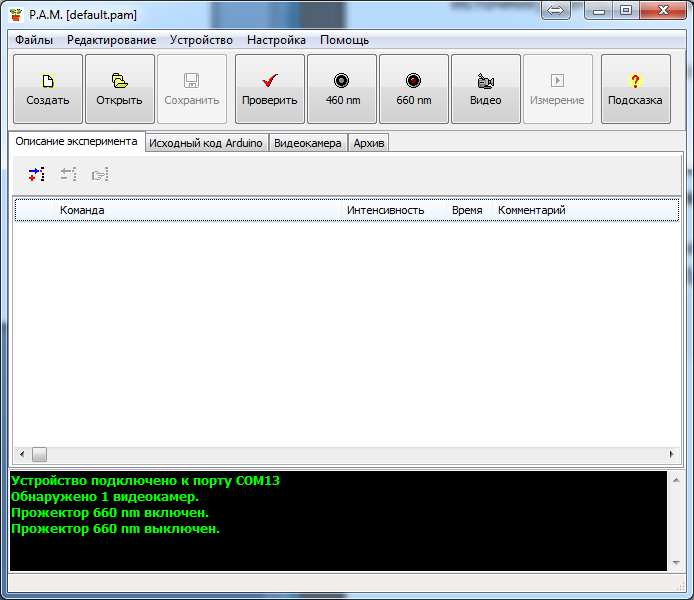 P.A.M. [default.pam]
Файлы Редактирование Устройство Настройка Помощь
Создать Открыть Сохранить Проверить 460 nm 660 nm Видео Измерение Подсказка
Описание эксперимента Исходный код Arduino Видеокамера Архив
Команда Интенсивность Время Комментарий
Устройство подключено к порту COM13
Обнаружено 1 видеокамер.
Прожектор 660 nm включен.
Прожектор 660 nm выключен.